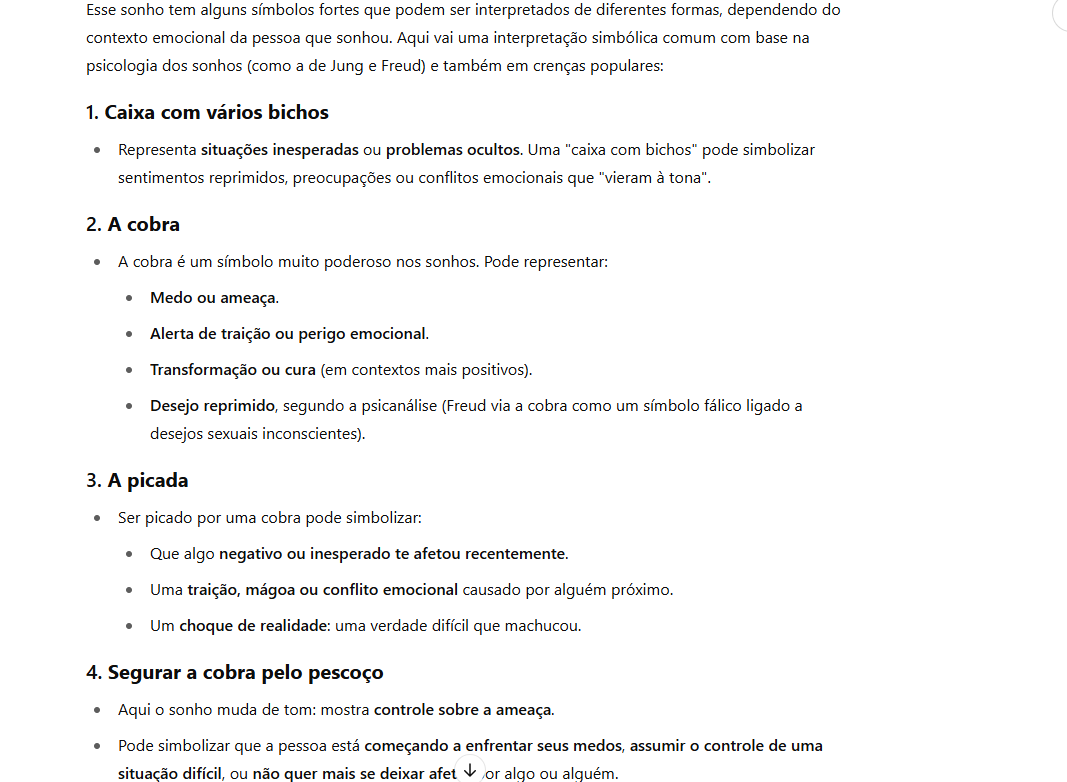 Esse sonho tem alguns símbolos fortes que podem ser interpretados de diferentes formas, dependendo do
contexto emocional da pessoa que sonhou. Aqui vai uma interpretação simbólica comum com base na
psicologia dos sonhos (como a de Jung e Freud) e também em crenças populares:
1. Caixa com vários bichos
Representa situações inesperadas ou problemas ocultos. Uma "caixa com bichos" pode simbolizar
sentimentos reprimidos, preocupações ou conflitos emocionais que "vieram à tona".
2. A cobra
A cobra é um símbolo muito poderoso nos sonhos. Pode representar:
Medo ou ameaça.
Alerta de traição ou perigo emocional.
Transformação ou cura (em contextos mais positivos).
Desejo reprimido, segundo a psicanálise (Freud via a cobra como um símbolo fálico ligado a
desejos sexuais inconscientes).
3. A picada
Ser picado por uma cobra pode simbolizar:
Que algo negativo ou inesperado te afetou recentemente.
Uma traição, mágoa ou conflito emocional causado por alguém próximo.
Um choque de realidade: uma verdade difícil que machucou.
4. Segurar a cobra pelo pescoço
Aqui o sonho muda de tom: mostra controle sobre a ameaça.
Pode simbolizar que a pessoa está começando a enfrentar seus medos, assumir o controle de uma
situação difícil, ou não quer mais se deixar algo ou alguém.